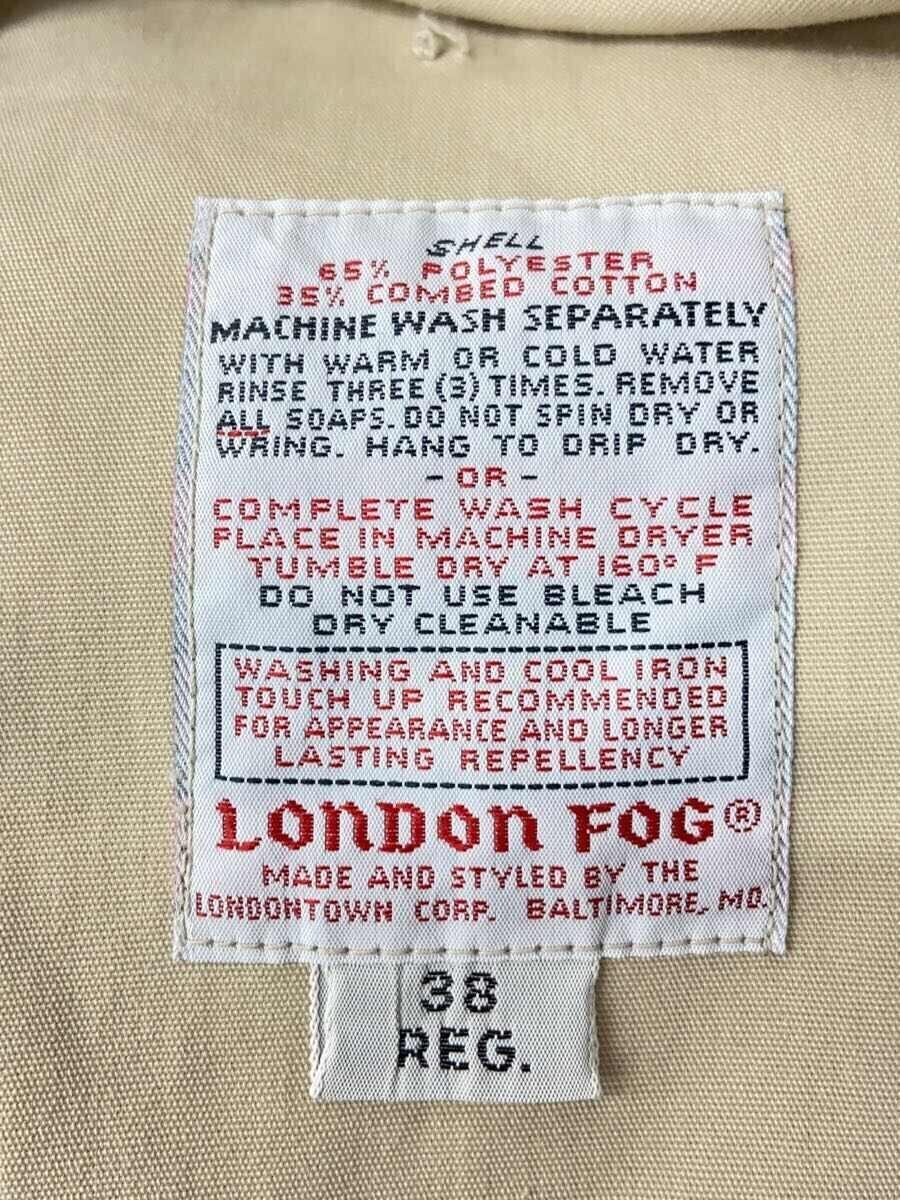 SHELL
65% POLYESTER
35% COMBED COTTON
MACHINE WASH SEPARATELY
WITH WARM OR COLD WATER
RINSE THREE (3) TIMES. REMOVE
ALL SOAPS. DO NOT SPIN DRY OR
WRING. HANG TO DRIP DRY.
- OR -
COMPLETE WASH CYCLE
PLACE IN MACHINE DRYER
TUMBLE DRY AT 160° F
DO NOT USE BLEACH
DRY CLEANABLE
WASHING AND COOL IRON
TOUCH UP RECOMMENDED
FOR APPEARANCE AND LONGER
LASTING REPELLENCY
LONDON FOG®
MADE AND STYLED BY THE
LONDONTOWN CORP. BALTIMORE, MD.
38
REG.